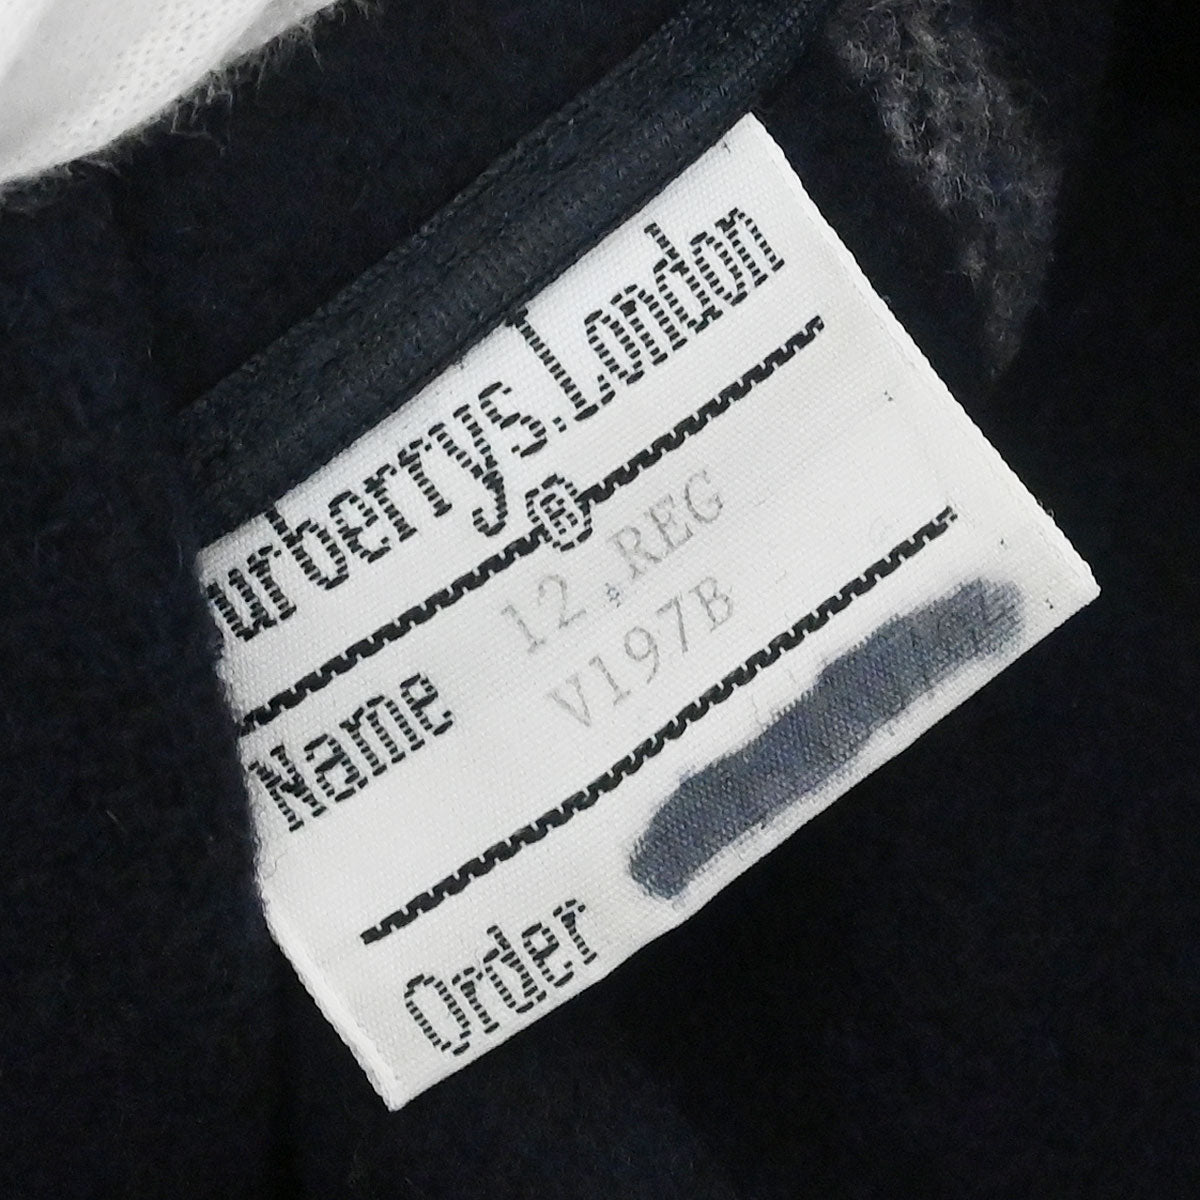 urberrys.London
®
12.REG
V197B
Name
Order